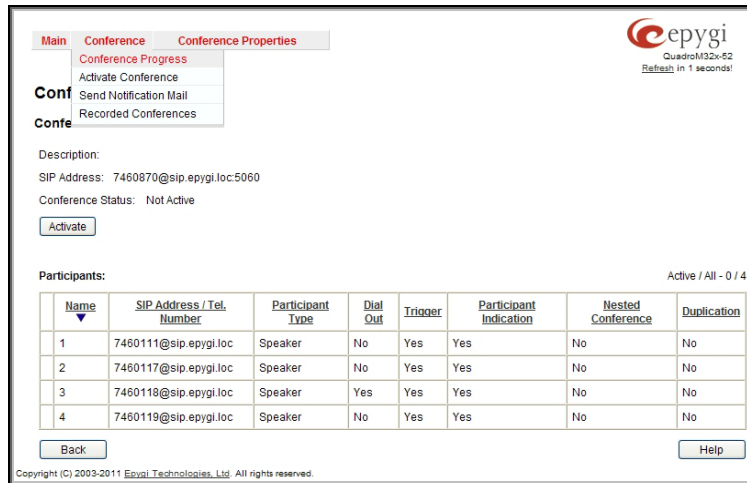 epygi
QuadroM32x-52
Refresh in 1 seconds!
Main Conference Conference Properties
Conference Progress
Activate Conference
Send Notification Mail
Recorded Conferences
Conf
Confe
Description:
SIP Address: 7460870@sip.epygi.loc:5060
Conference Status: Not Active
Activate
Participants: Active / All - 0 / 4
Name SIP Address / Tel. Number Participant Type Dial Out Trigger Participant Indication Nested Conference Duplication
1 7460111@sip.epygi.loc Speaker No Yes Yes No No
2 7460117@sip.epygi.loc Speaker No Yes Yes No No
3 7460118@sip.epygi.loc Speaker Yes Yes Yes No No
4 7460119@sip.epygi.loc Speaker No Yes Yes No No
Back Help
Copyright (C) 2003-2011 Epygi Technologies, Ltd. All rights reserved.